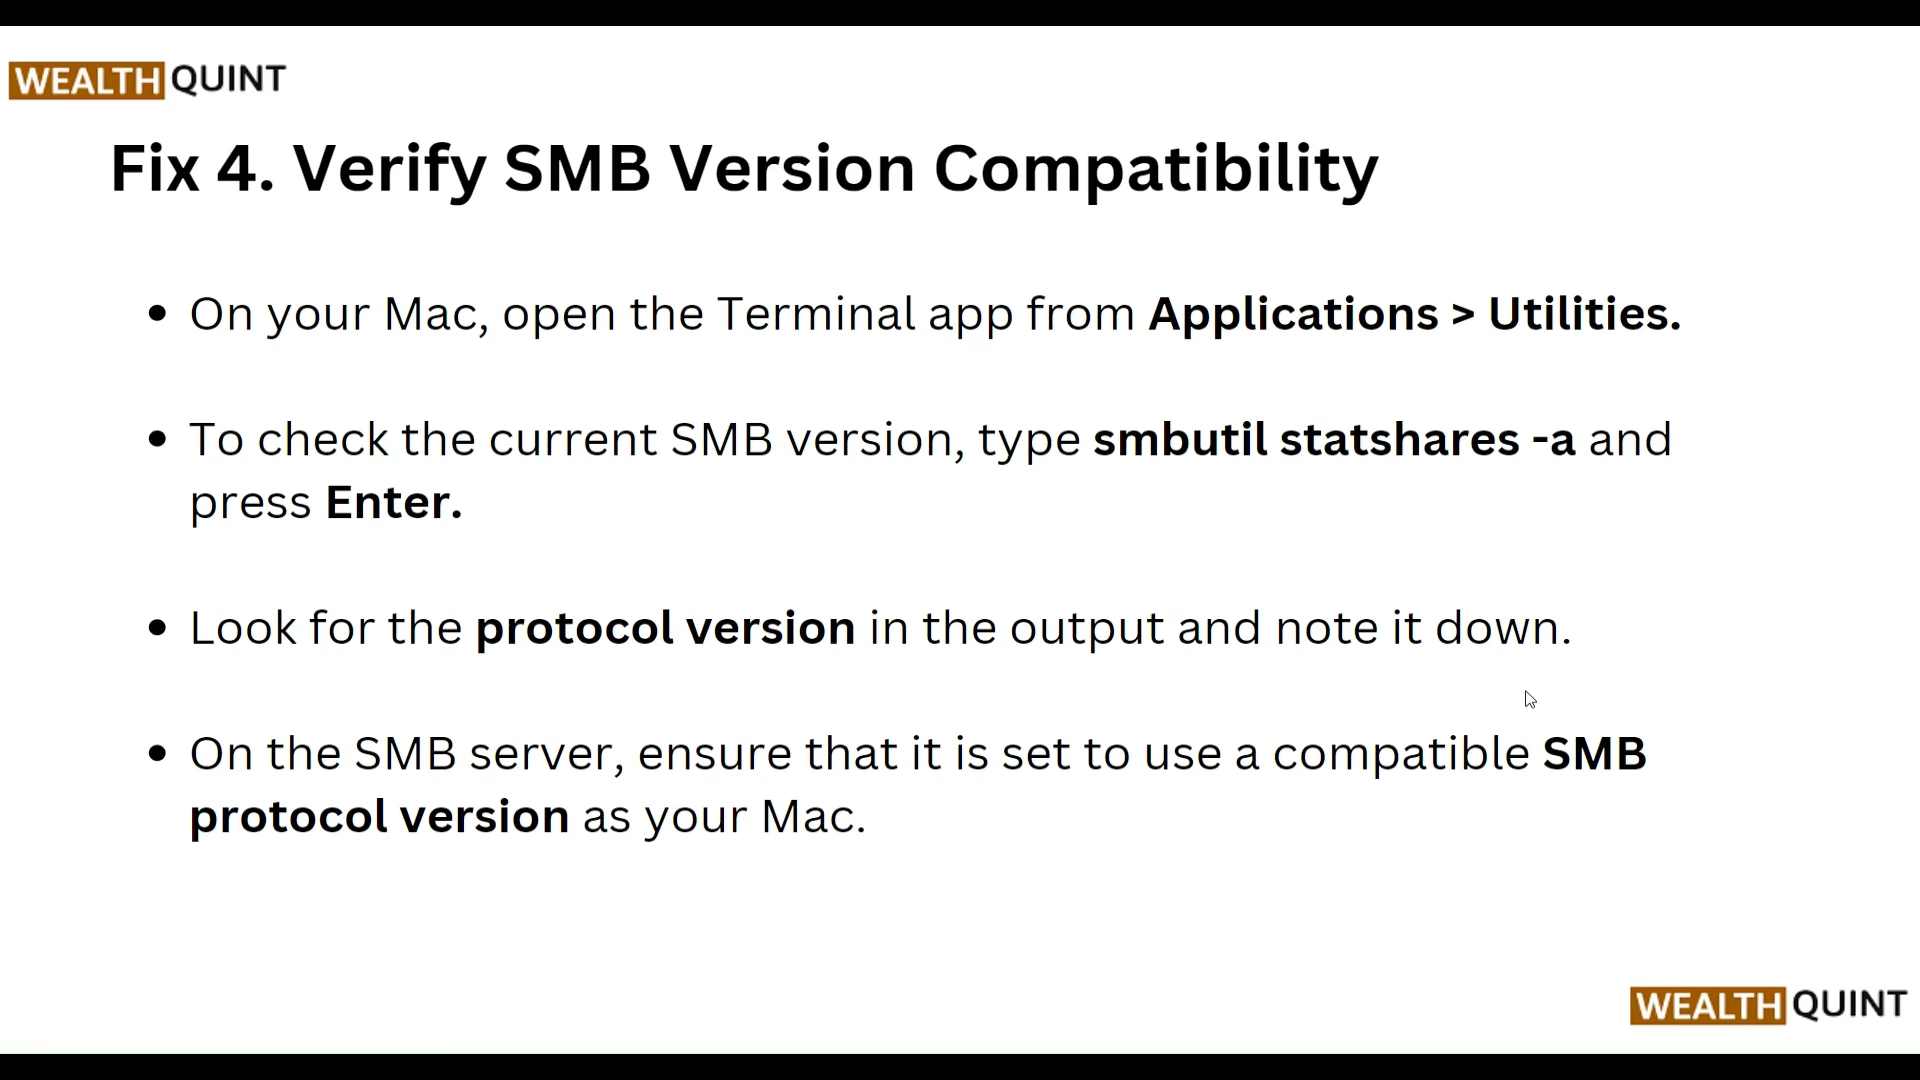 WEALTH QUINT
Fix 4. Verify SMB Version Compatibility
• On your Mac, open the Terminal app from Applications > Utilities.
• To check the current SMB version, type smbutil statshares -a and
press Enter.
• Look for the protocol version in the output and note it down.
• On the SMB server, ensure that it is set to use a compatible SMB
protocol version as your Mac.
WEALTH QUINT